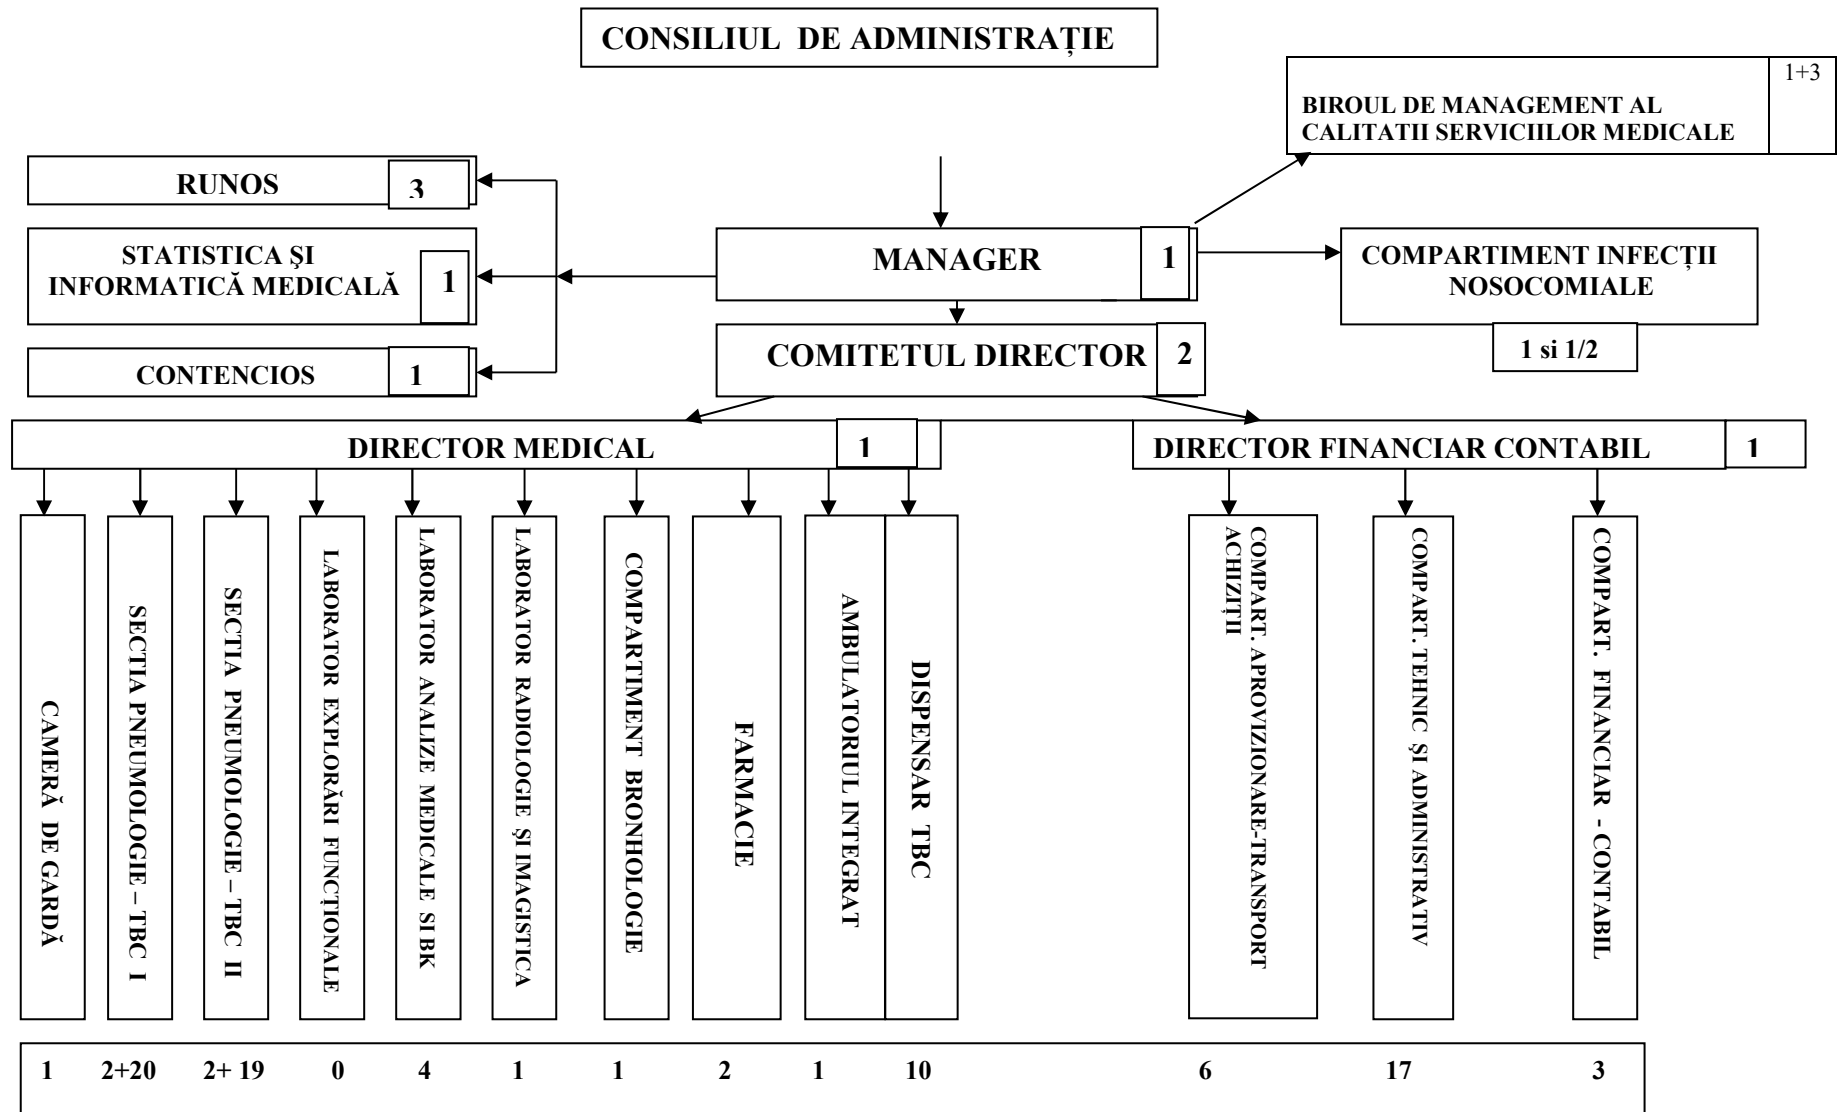 CONSILIUL DE ADMINISTRAȚIE
1+3
BIROUL DE MANAGEMENT AL
CALITATII SERVICIILOR MEDICALE
RUNOS 3
STATISTICA ŞI
INFORMATICĂ MEDICALĂ 1
CONTENCIOS 1
MANAGER 1
COMPARTIMENT INFECȚII
NOSOCOMIALE
1 si 1/2
COMITETUL DIRECTOR 2
DIRECTOR MEDICAL 1
DIRECTOR FINANCIAR CONTABIL 1
CAMERĂ DE GARDĂ
SECTIA PNEUMOLOGIE – TBC I
SECTIA PNEUMOLOGIE – TBC II
LABORATOR EXPLORĂRI FUNCȚIONALE
LABORATOR ANALIZE MEDICALE SI BK
LABORATOR RADIOLOGIE ŞI IMAGISTICA
COMPARTIMENT BRONHOLOGIE
FARMACIE
AMBULATORIUL INTEGRAT
DISPENSAR TBC
COMPART. APROVIZIONARE-TRANSPORT
ACHIZIȚII
COMPART. TEHNIC ŞI ADMINISTRATIV
COMPART. FINANCIAR - CONTABIL
1 2+20 2+ 19 0 4 1 1 2 1 10 6 17 3